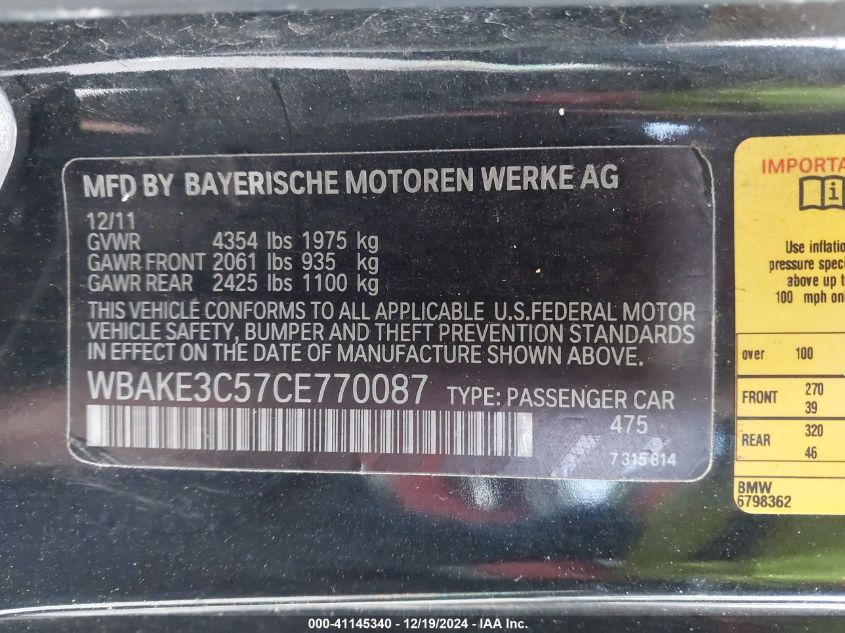 MFD BY BAYERISCHE MOTOREN WERKE AG
12/11
GVWR 4354 lbs 1975 kg
GAWR FRONT 2061 lbs 935 kg
GAWR REAR 2425 lbs 1100 kg
THIS VEHICLE CONFORMS TO ALL APPLICABLE U.S.FEDERAL MOTOR
VEHICLE SAFETY, BUMPER AND THEFT PREVENTION STANDARDS
IN EFFECT ON THE DATE OF MANUFACTURE SHOWN ABOVE.
WBAKE3C57CE770087 TYPE: PASSENGER CAR
475
7 315 814
IMPORTA
i
Use inflatio
pressure spec
above up t
100 mph on
over 100
FRONT 270
39
REAR 320
46
BMW
6798362
000-41145340 - 12/19/2024 - IAA Inc.